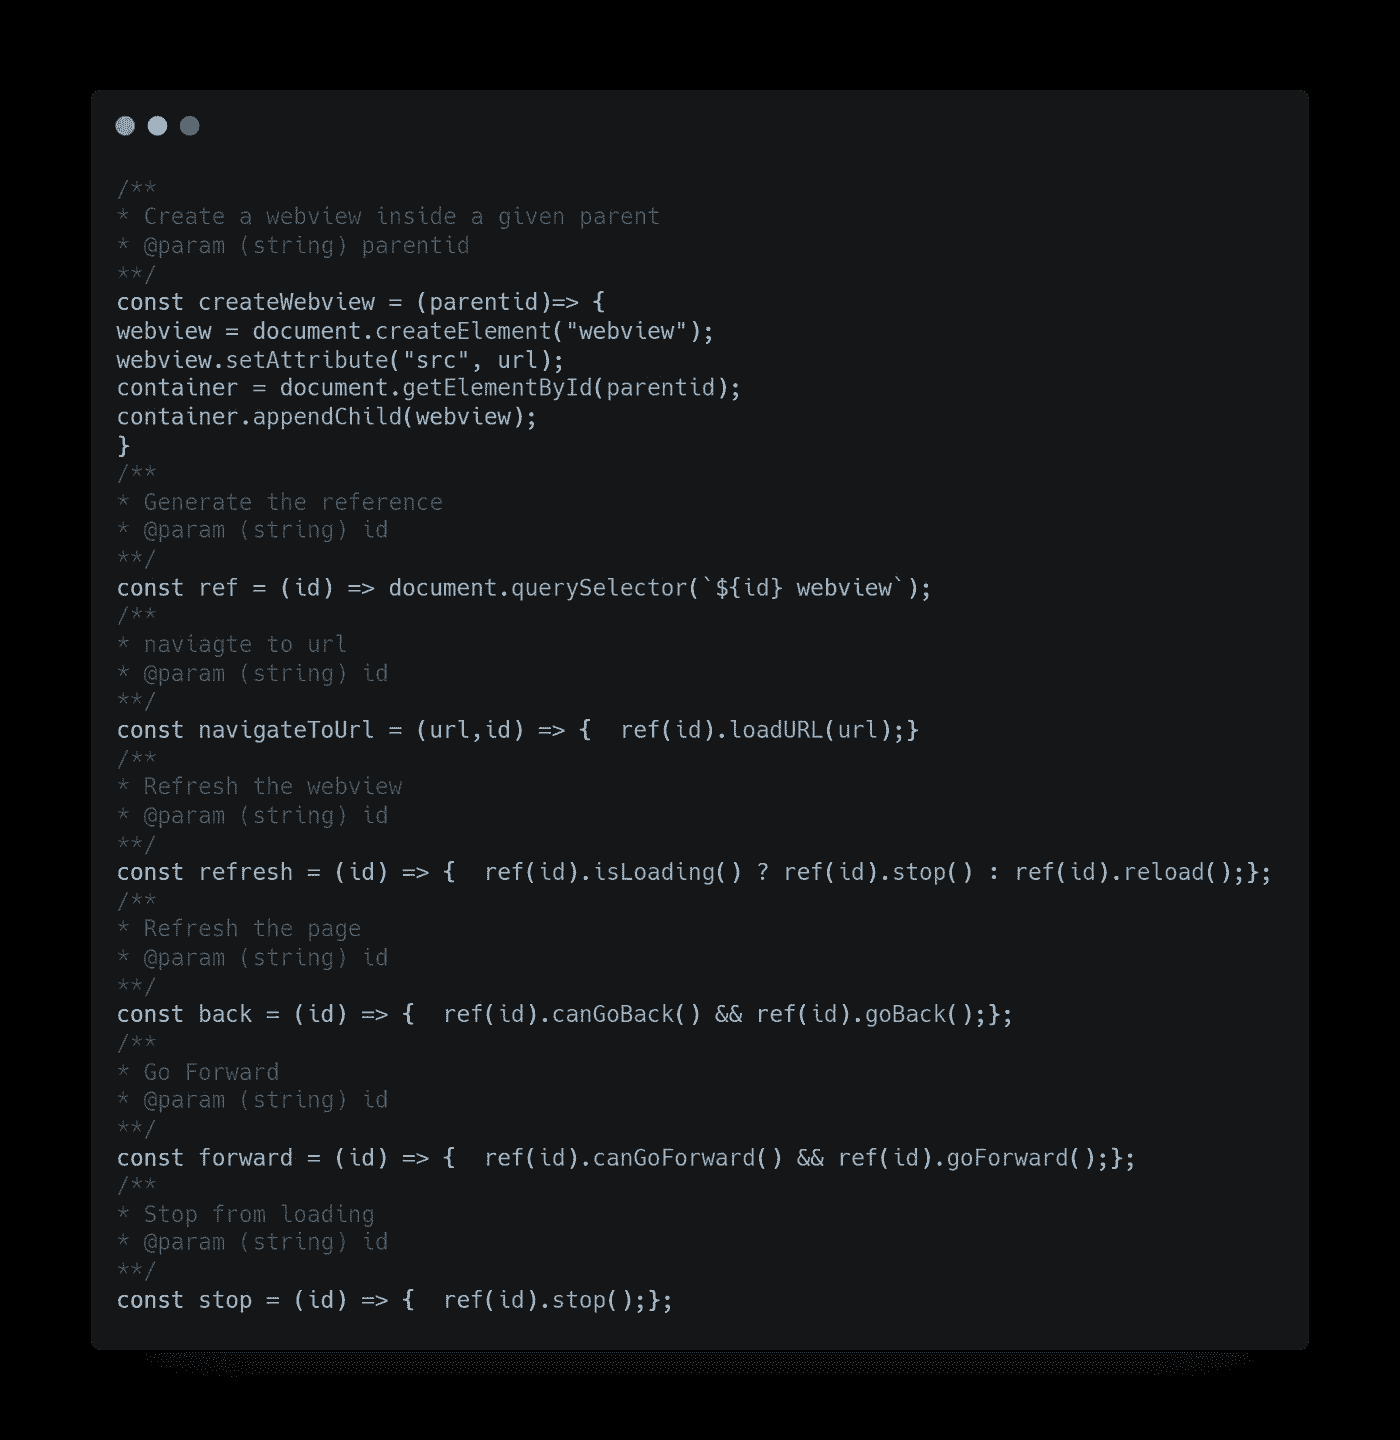 /**
* Create a webview inside a given parent
* @param (string) parentid
**/
const createWebview = (parentid)=> {
webview = document.createElement("webview");
webview.setAttribute("src", url);
container = document.getElementById(parentid);
container.appendChild(webview);
}
/**
* Generate the reference
* @param (string) id
**/
const ref = (id) => document.querySelector(`${id} webview`);
/**
* naviagte to url
* @param (string) id
**/
const navigateToUrl = (url,id) => {  ref(id).loadURL(url);}
/**
* Refresh the webview
* @param (string) id
**/
const refresh = (id) => {  ref(id).isLoading() ? ref(id).stop() : ref(id).reload();};
/**
* Refresh the page
* @param (string) id
**/
const back = (id) => {  ref(id).canGoBack() && ref(id).goBack();};
/**
* Go Forward
* @param (string) id
**/
const forward = (id) => {  ref(id).canGoForward() && ref(id).goForward();};
/**
* Stop from loading
* @param (string) id
**/
const stop = (id) => {  ref(id).stop();};